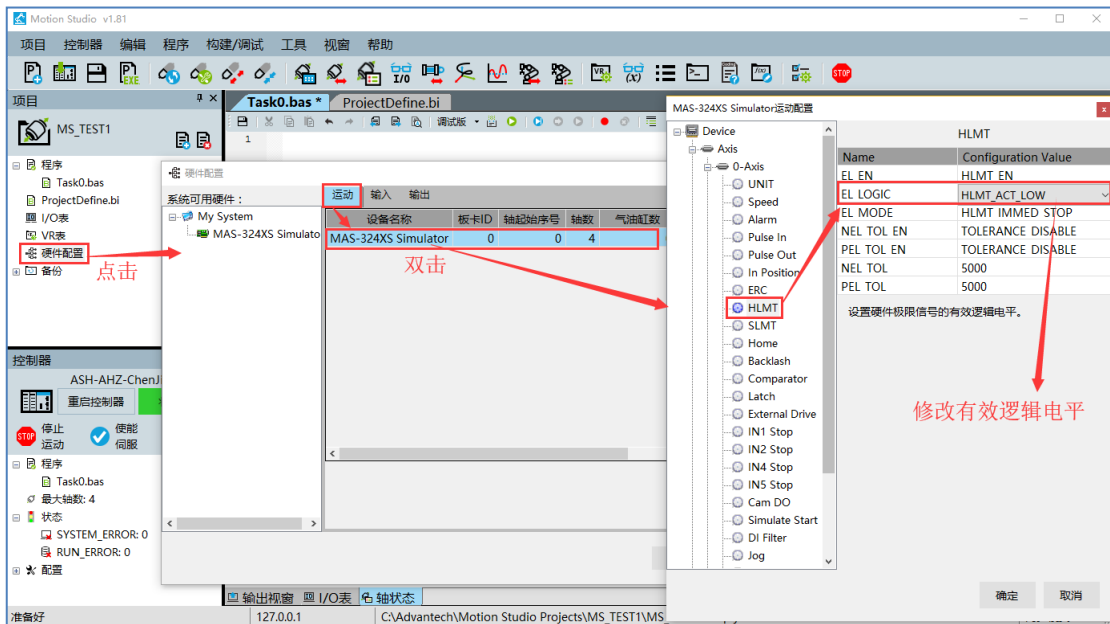 Motion Studio v1.81
项目 控制器 编辑 程序 构建/调试 工具 视窗 帮助
项目
Task0.bas * ProjectDefine.bi
MS_TEST1
调试版
1
程序
Task0.bas
ProjectDefine.bi
I/O表
VR表
硬件配置
备份
点击
硬件配置
系统可用硬件：
My System
MAS-324XS Simulato
运动 输入 输出
设备名称 板卡ID 轴起始序号 轴数 气油缸数
MAS-324XS Simulator 0 0 4
双击
MAS-324XS Simulator运动配置
Device
Axis
0-Axis
UNIT
Speed
Alarm
Pulse In
Pulse Out
In Position
ERC
HLMT
SLMT
Home
Backlash
Comparator
Latch
External Drive
IN1 Stop
IN2 Stop
IN4 Stop
IN5 Stop
Cam DO
Simulate Start
DI Filter
Jog
HLMT
Name Configuration Value
EL EN HLMT EN
EL LOGIC HLMT_ACT_LOW
EL MODE HLMT IMMED STOP
NEL TOL EN TOLERANCE DISABLE
PEL TOL EN TOLERANCE DISABLE
NEL TOL 5000
PEL TOL 5000
设置硬件极限信号的有效逻辑电平。
修改有效逻辑电平
确定 取消
控制器
ASH-AHZ-ChenJ
重启控制器
STOP 停止运动 使能伺服
程序
Task0.bas
最大轴数: 4
状态
SYSTEM_ERROR: 0
RUN_ERROR: 0
配置
输出视窗 I/O表 轴状态
准备好 127.0.0.1 C:\Advantech\Motion Studio Projects\MS_TEST1\MS_